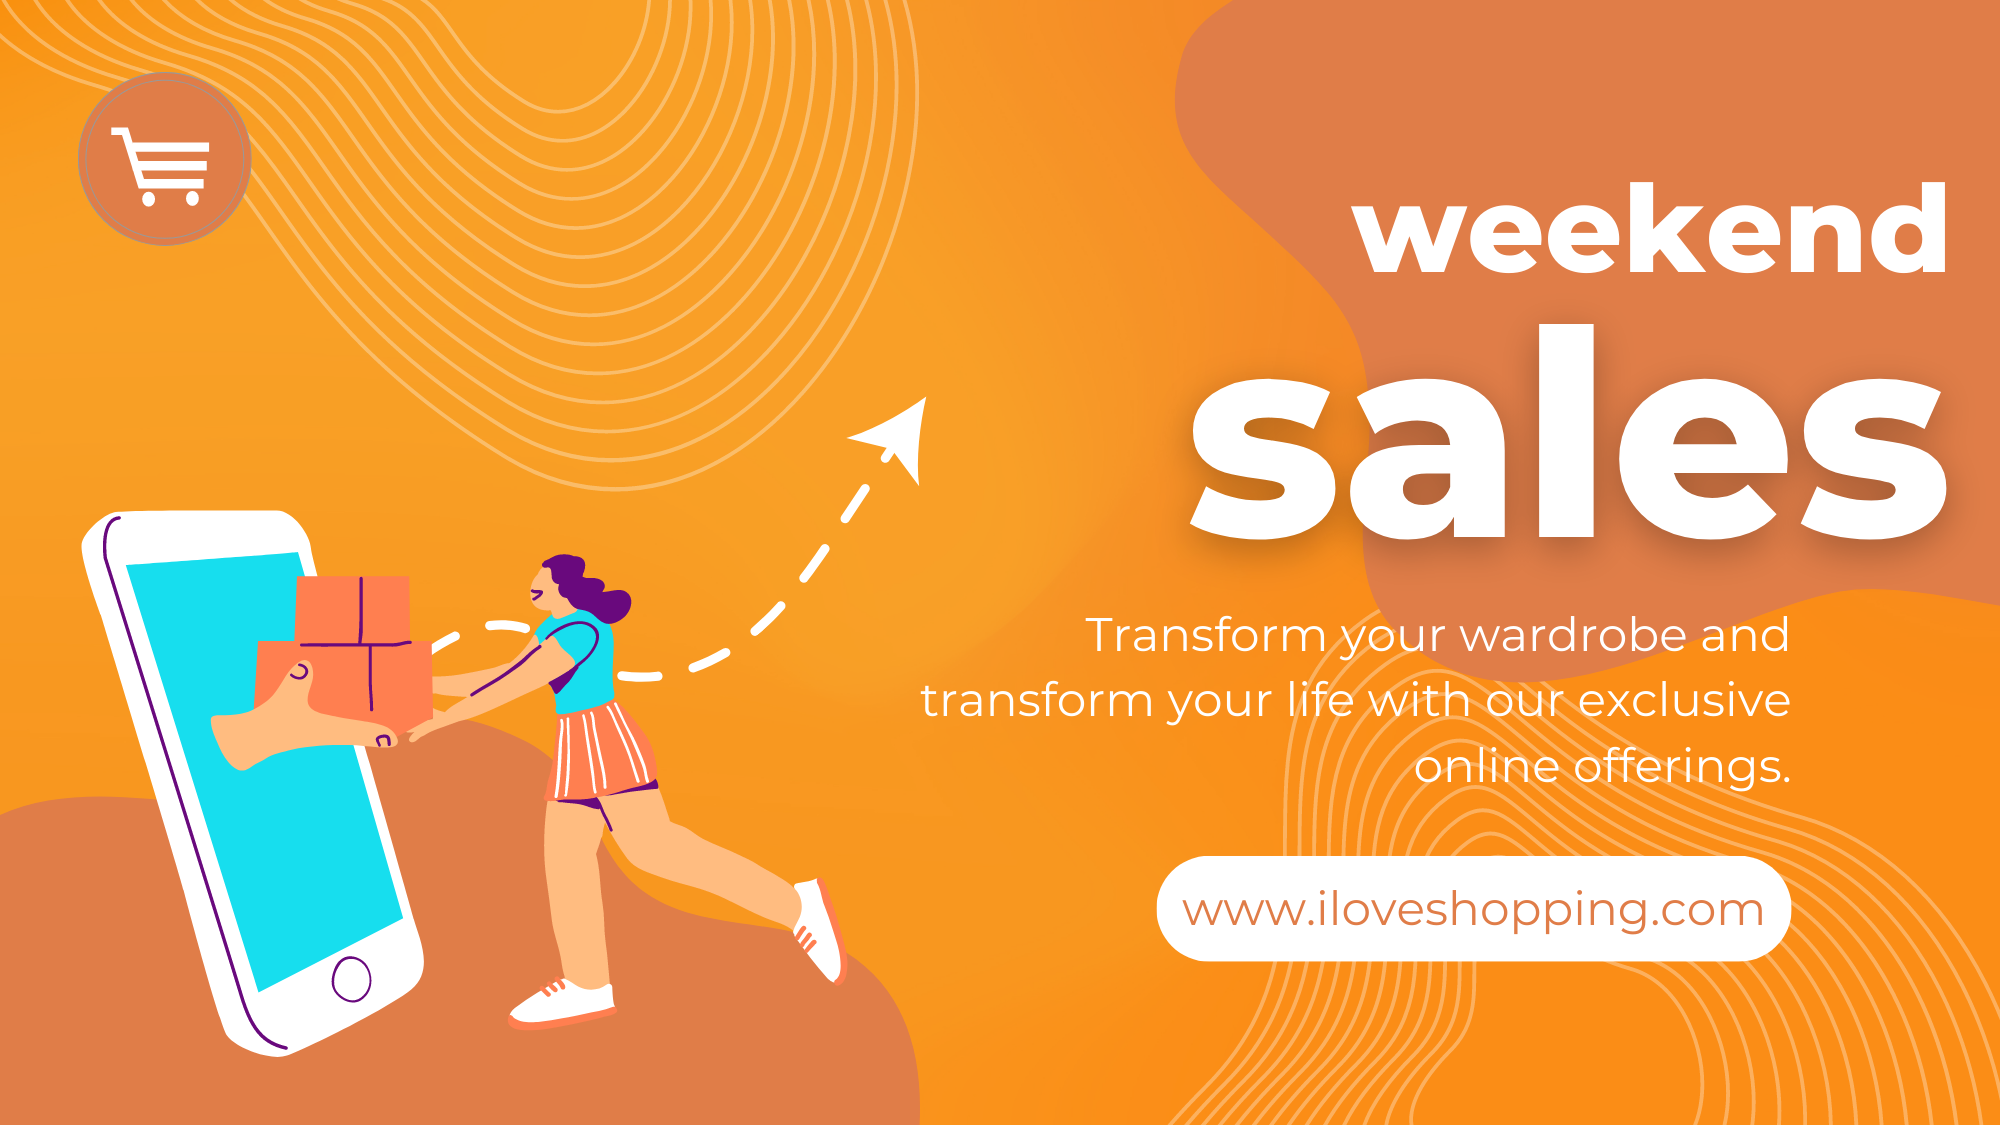 weekend
sales
Transform your wardrobe and
transform your life with our exclusive
online offerings.
www.iloveshopping.com